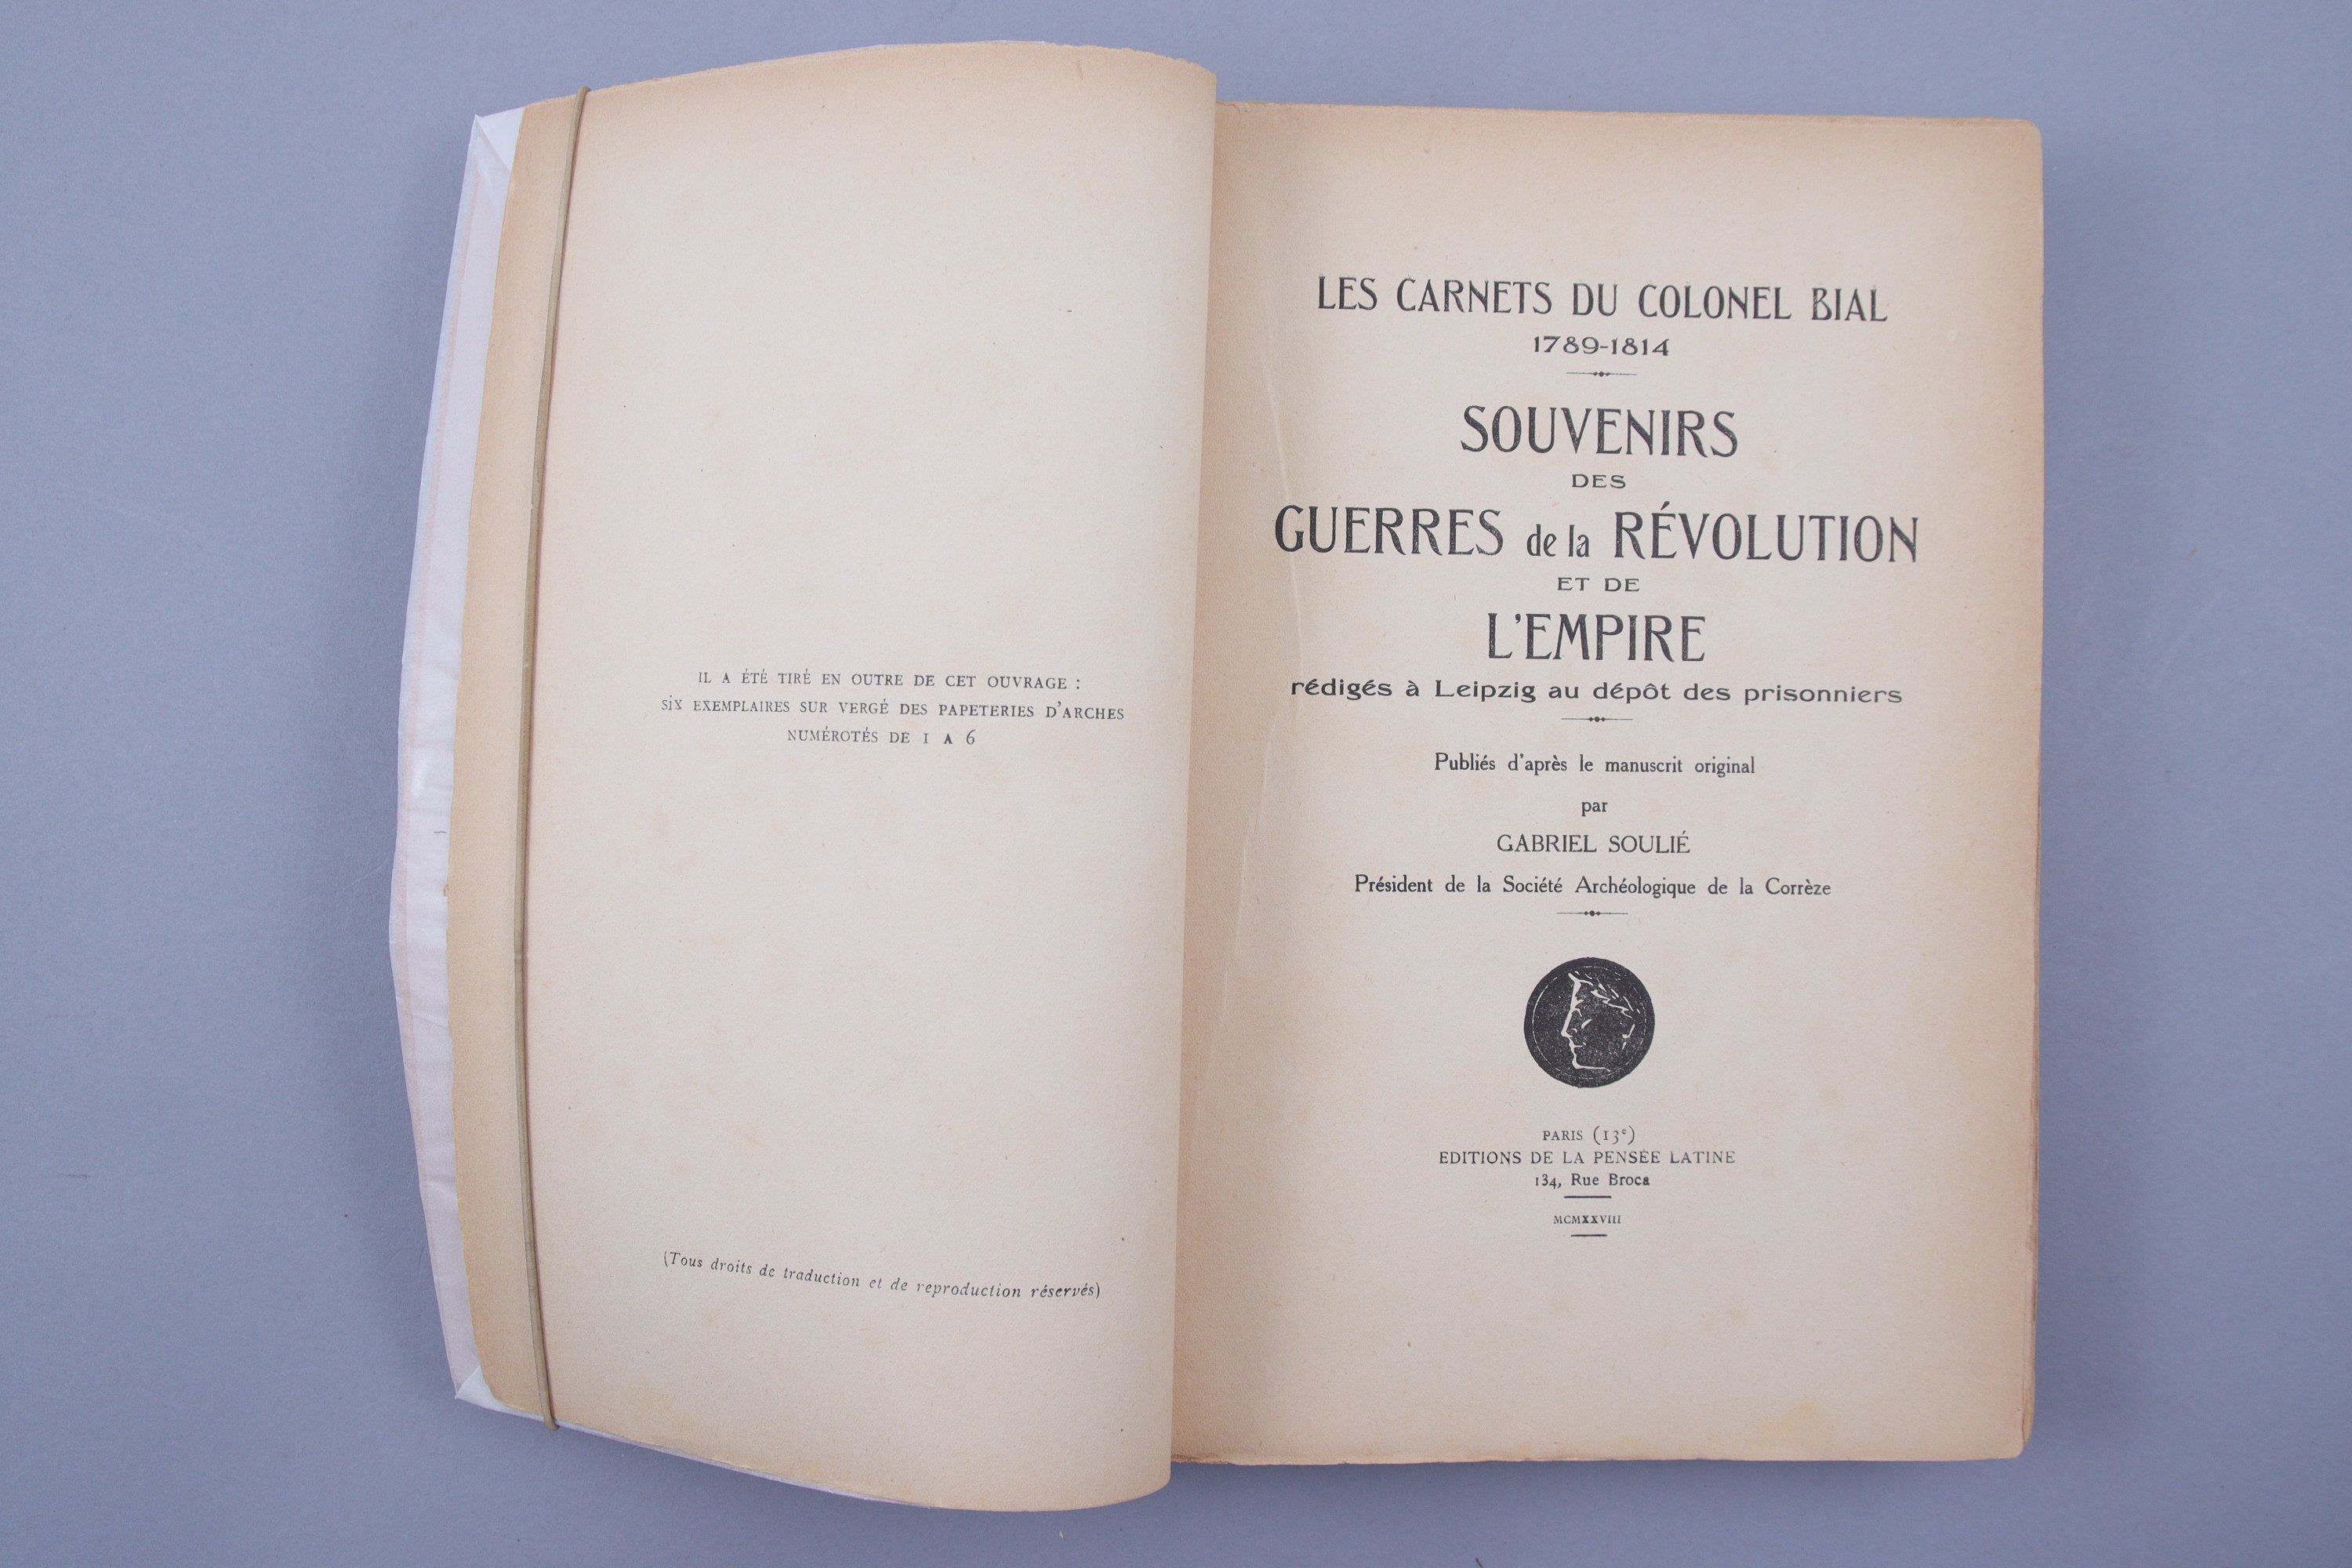 IL A ÉTÉ TIRÉ EN OUTRE DE CET OUVRAGE :
SIX EXEMPLAIRES SUR VERGÉ DES PAPETERIES D'ARCHES
NUMÉROTÉS DE 1 A 6
(Tous droits de traduction et de reproduction réservés)
LES CARNETS DU COLONEL BIAL
1789-1814
SOUVENIRS
DES
GUERRES de la RÉVOLUTION
ET DE
L'EMPIRE
rédigés à Leipzig au dépôt des prisonniers
Publiés d'après le manuscrit original
par
GABRIEL SOULIÉ
Président de la Société Archéologique de la Corrèze
PARIS (13e)
EDITIONS DE LA PENSÉE LATINE
134, Rue Broca
MCMXXVIII